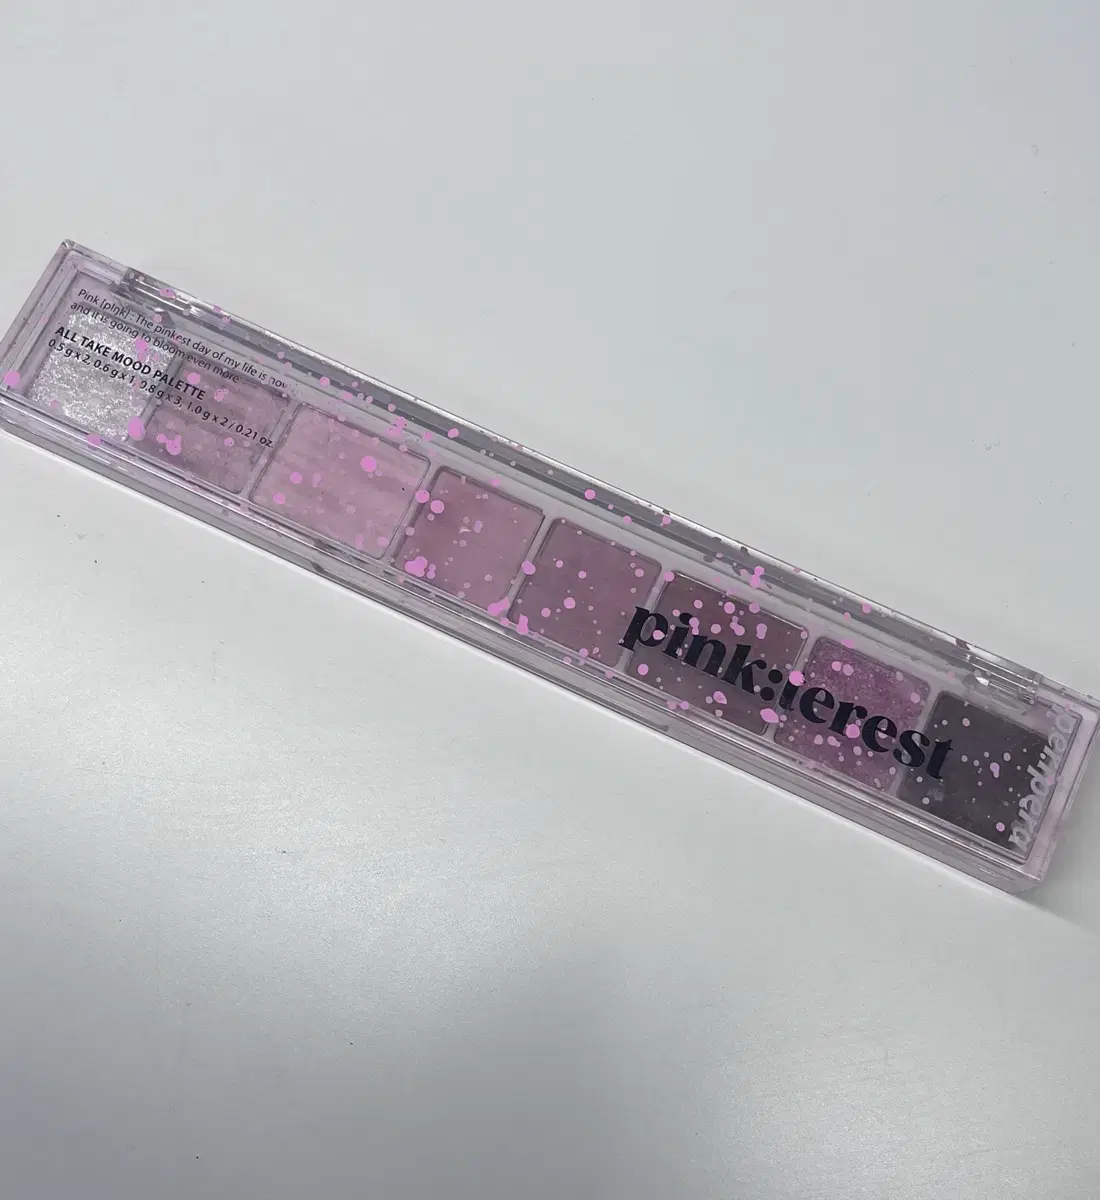 Pink [pɪŋk] : The pinkest day of my life is now
and it is going to bloom even more
ALL TAKE MOOD PALETTE
0.5 g x 2, 0.6 g x 1, 0.8 g x 3, 1.0 g x 2 / 0.21 oz.
pink:ierest
peripera